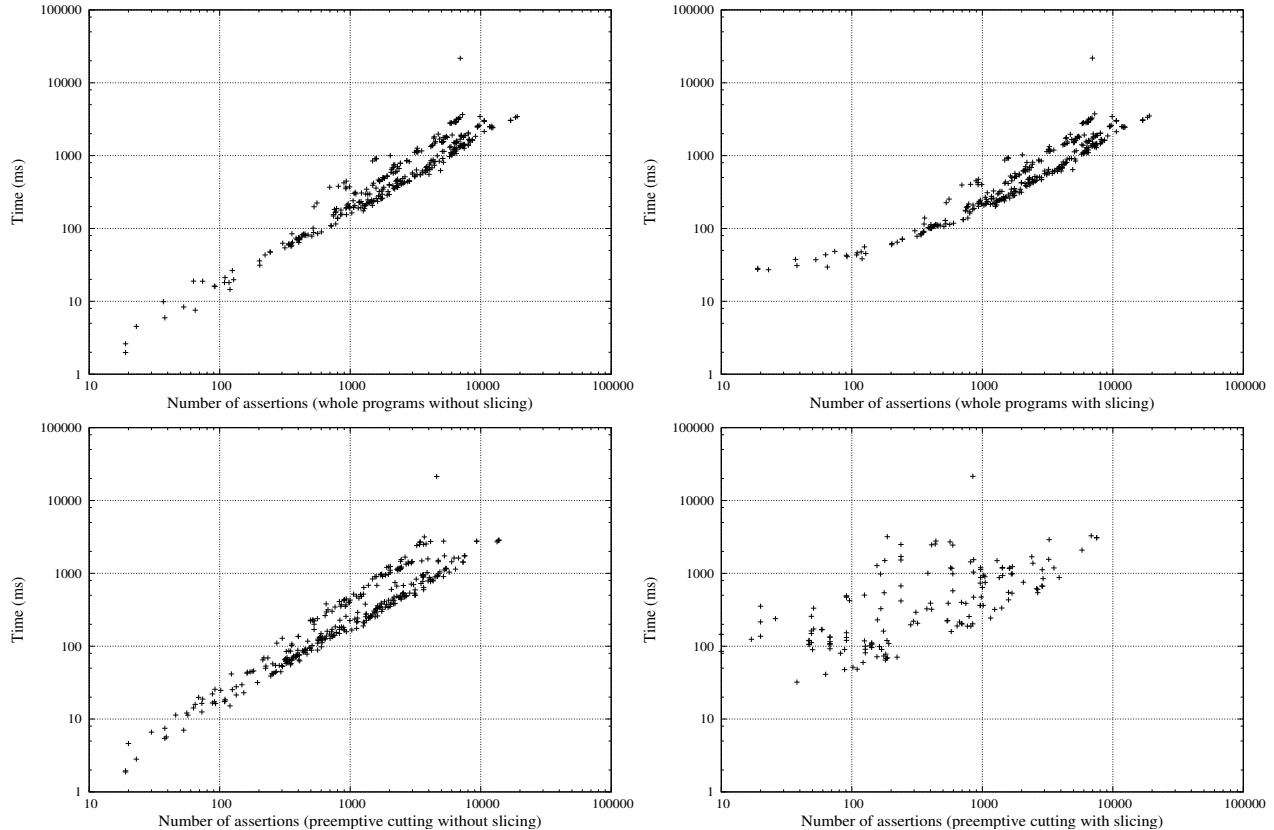 100000
10000
1000
100
10
1
Time (ms)
10 100 1000 10000 100000
Number of assertions (whole programs without slicing)
100000
10000
1000
100
10
1
Time (ms)
10 100 1000 10000 100000
Number of assertions (whole programs with slicing)
100000
10000
1000
100
10
1
Time (ms)
10 100 1000 10000 100000
Number of assertions (preemptive cutting without slicing)
100000
10000
1000
100
10
1
Time (ms)
10 100 1000 10000 100000
Number of assertions (preemptive cutting with slicing)